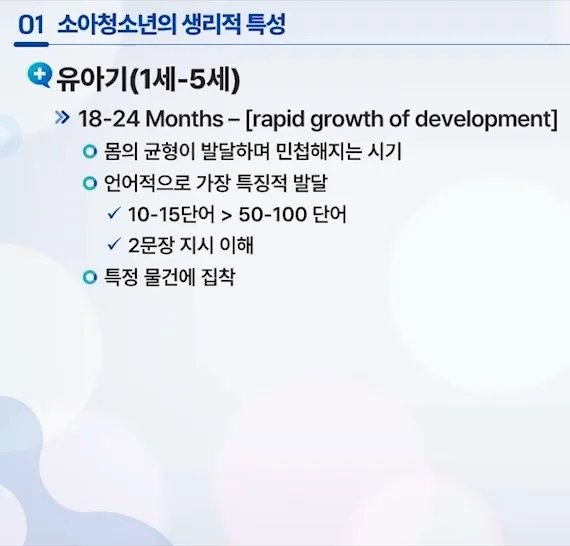 01 소아청소년의 생리적 특성
유아기(1세-5세)
18-24 Months – [rapid growth of development]
몸의 균형이 발달하며 민첩해지는 시기
언어적으로 가장 특징적 발달
10-15단어 > 50-100 단어
2문장 지시 이해
특정 물건에 집착